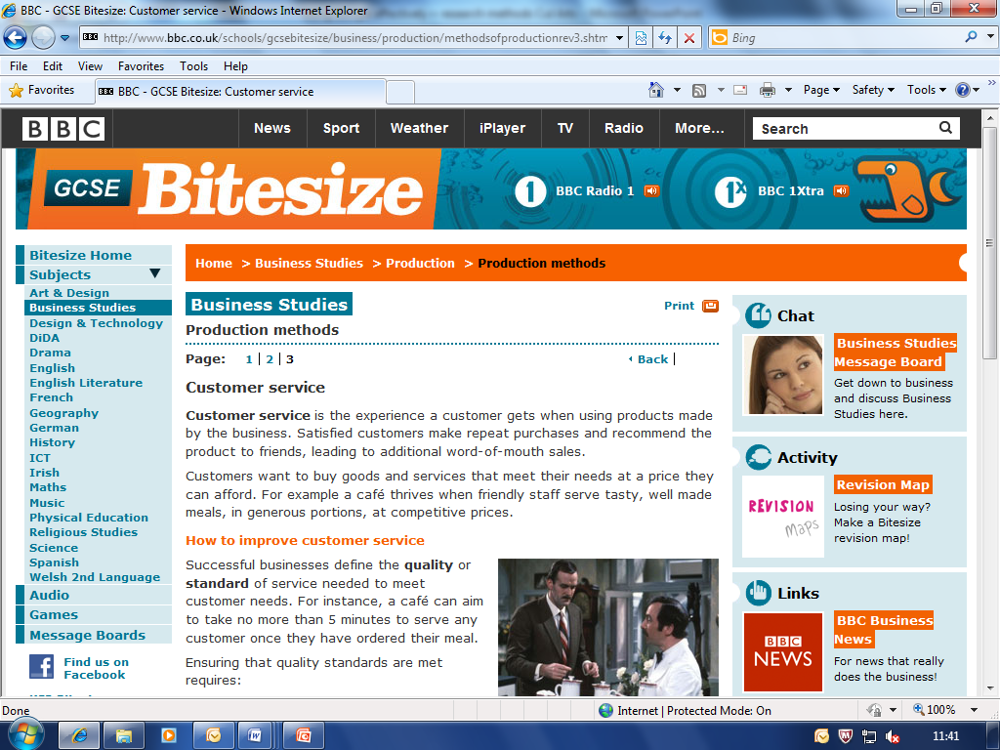 BBC - GCSE Bitesize: Customer service - Windows Internet Explorer
http://www.bbc.co.uk/schools/gcsebitesize/business/production/methodsofproductionrev3.shtm
Bing
File Edit View Favorites Tools Help
Favorites
BBC - GCSE Bitesize: Customer service
Page Safety Tools
BBC
News Sport Weather iPlayer TV Radio More... Search
GCSE Bitesize
1 BBC Radio 1
1X BBC 1Xtra
Bitesize Home
Subjects
Art & Design
Business Studies
Design & Technology
DiDA
Drama
English
English Literature
French
Geography
German
History
ICT
Irish
Maths
Music
Physical Education
Religious Studies
Science
Spanish
Welsh 2nd Language
Audio
Games
Message Boards
Find us on
Facebook
Home > Business Studies > Production > Production methods
Business Studies
Print
Production methods
Page: 1 | 2 | 3
Back |
Customer service
Customer service is the experience a customer gets when using products made
by the business. Satisfied customers make repeat purchases and recommend the
product to friends, leading to additional word-of-mouth sales.
Customers want to buy goods and services that meet their needs at a price they
can afford. For example a café thrives when friendly staff serve tasty, well made
meals, in generous portions, at competitive prices.
How to improve customer service
Successful businesses define the quality or
standard of service needed to meet
customer needs. For instance, a café can aim
to take no more than 5 minutes to serve any
customer once they have ordered their meal.
Ensuring that quality standards are met
requires:
Chat
Business Studies
Message Board
Get down to business
and discuss Business
Studies here.
Activity
REVISION
Maps
Revision Map
Losing your way?
Make a Bitesize
revision map!
Links
BBC
NEWS
BBC Business
News
For news that really
does the business!
Done
Internet | Protected Mode: On
100%
11:41